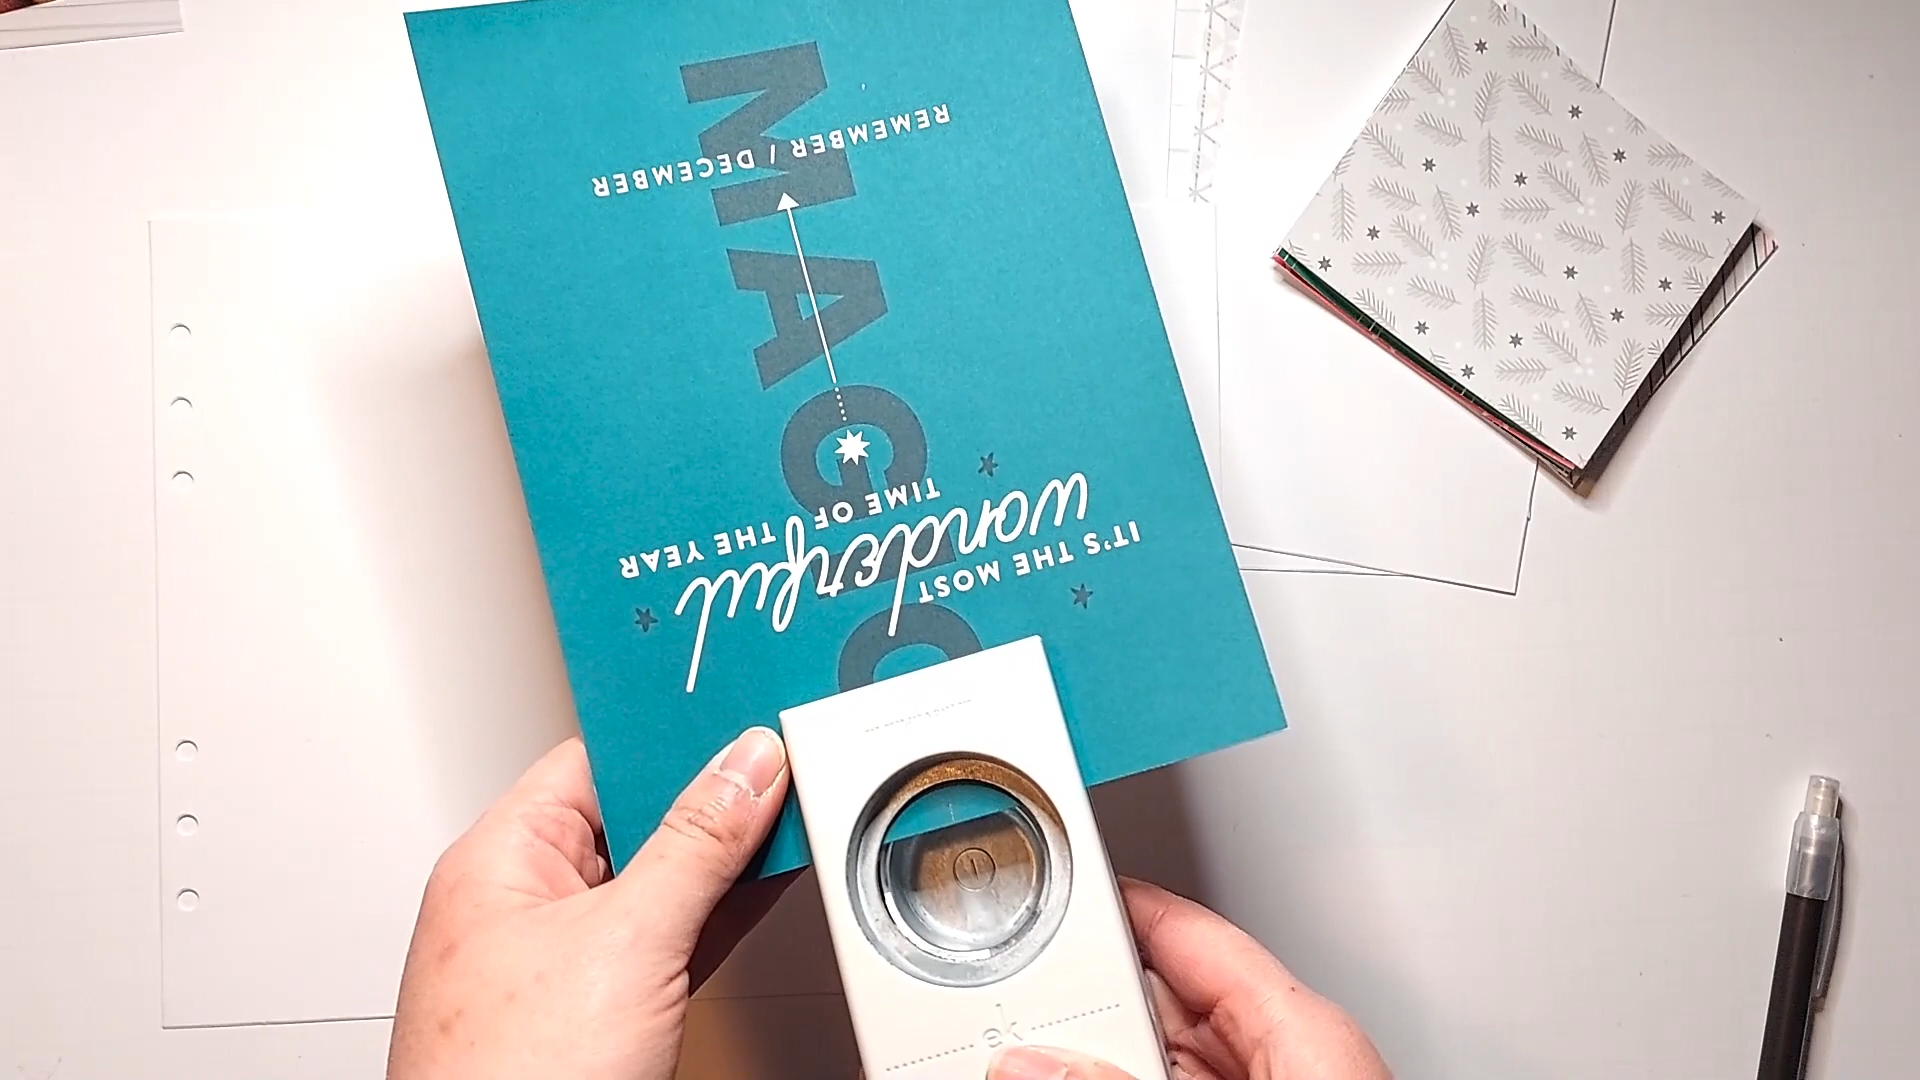 IT'S THE MOST
wonderful
TIME OF THE YEAR
REMEMBER / DECEMBER
MAGIC
ek